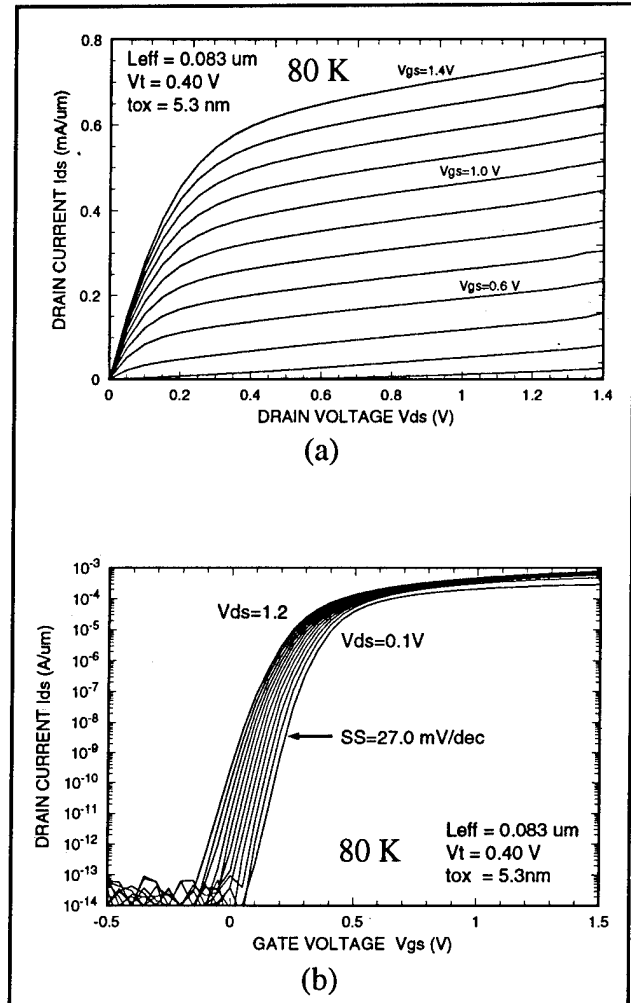 0.8
0.6
0.4
0.2
0
DRAIN CURRENT Ids (mA/um)
Leff = 0.083 um
Vt = 0.40 V
tox = 5.3 nm
80 K
Vgs=1.4V
Vgs=1.0 V
Vgs=0.6 V
0 0.2 0.4 0.6 0.8 1 1.2 1.4
DRAIN VOLTAGE Vds (V)
(a)
10-3
10-4
10-5
10-6
10-7
10-8
10-9
10-10
10-11
10-12
10-13
10-14
DRAIN CURRENT Ids (A/um)
Vds=1.2
Vds=0.1V
SS=27.0 mV/dec
80 K
Leff = 0.083 um
Vt = 0.40 V
tox = 5.3nm
-0.5 0 0.5 1 1.5
GATE VOLTAGE Vgs (V)
(b)